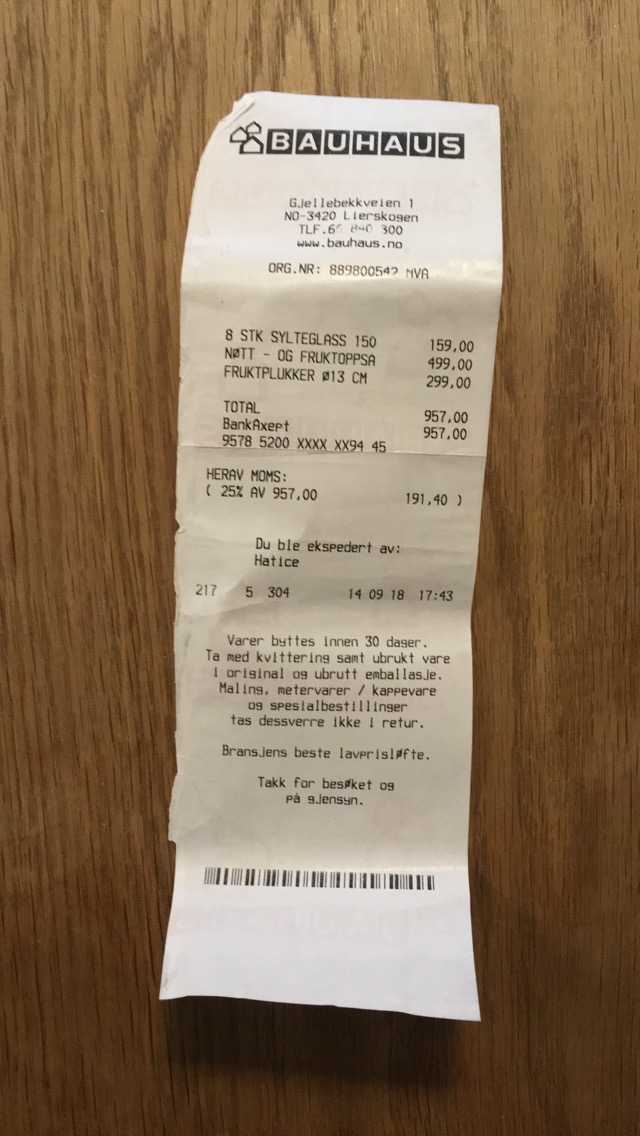 BAUHAUS
Gjellebekkveien 1
NO-3420 Lierskogen
TLF. 300
www.bauhaus.no
ORG.NR: 889800542 MVA
8 STK SYLTEGLASS 150 159,00
NØTT - OG FRUKTOPPSA 499,00
FRUKTPLUKKER Ø13 CM 299,00
TOTAL 957,00
BankAxept 957,00
9578 5200 XXXX XX94 45
HERAV MOMS:
( 25% AV 957,00 191,40 )
Du ble ekspedert av:
Hatice
217 5 304 14 09 18 17:43
Varer byttes innen 30 dager.
Ta med kvittering samt ubrukt vare
i original og ubrutt emballasje.
Maling, metervarer / kappevare
og spesialbestillinger
tas dessverre ikke i retur.
Bransjens beste lavprisløfte.
Takk for besøket og
på gjensyn.